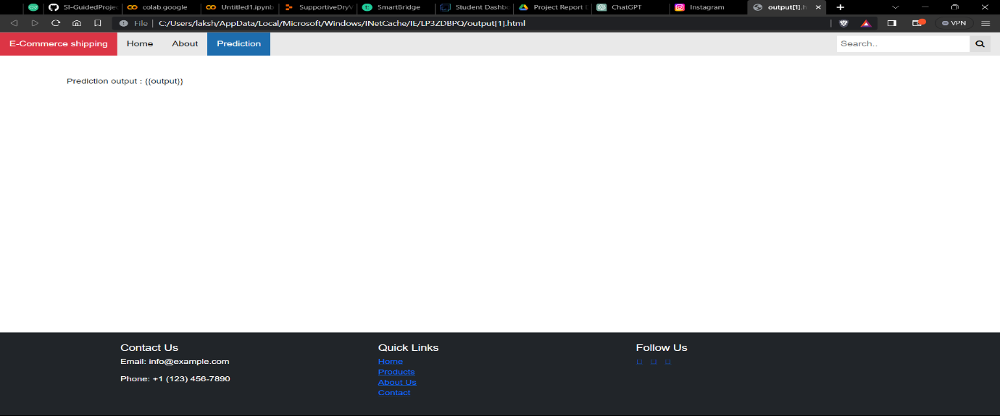 SI-GuidedProjec
colab.google
Untitled1.ipynb
SupportiveDryV
SmartBridge
Student Dashbo
Project Report D
ChatGPT
Instagram
output[1].h
File
C:/Users/laksh/AppData/Local/Microsoft/Windows/INetCache/IE/LP3ZDBPQ/output[1].html
VPN
E-Commerce shipping
Home
About
Prediction
Search..
Prediction output : {{output}}
Contact Us
Email: info@example.com
Phone: +1 (123) 456-7890
Quick Links
Home
Products
About Us
Contact
Follow Us